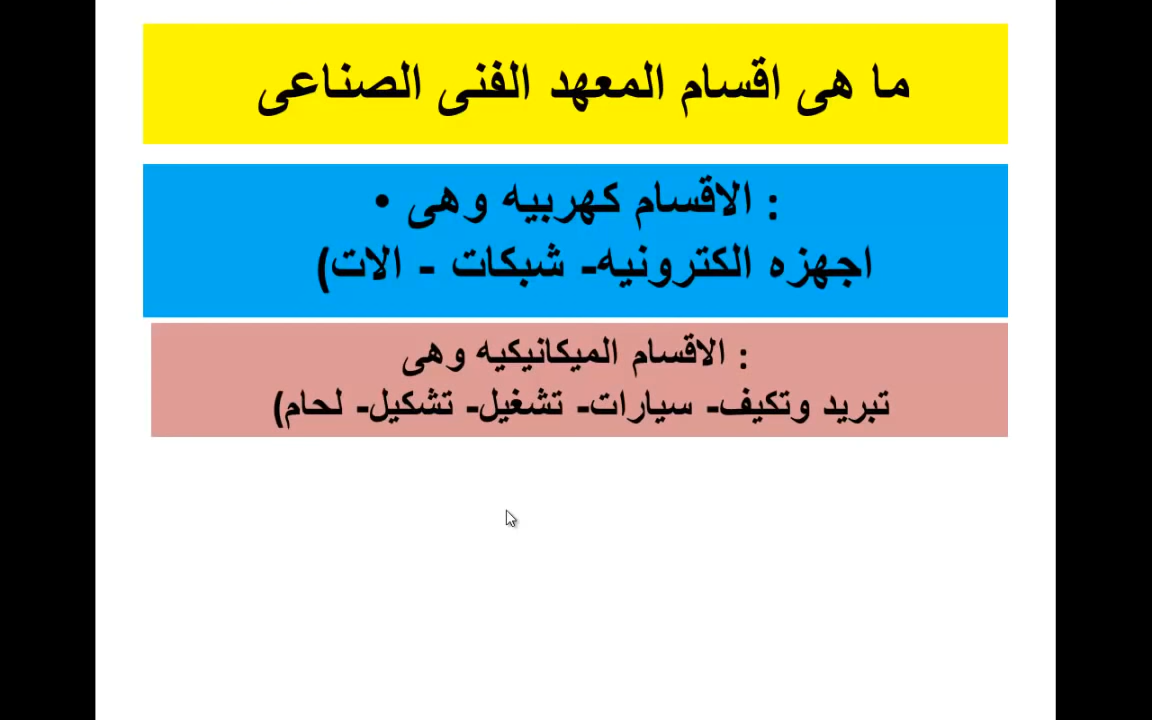 ما هى اقسام المعهد الفنى الصناعى
: الاقسام كهربيه وهى •
اجهزه الكترونيه- شبكات - الات)
: الاقسام الميكانيكيه وهى
تبريد وتكيف- سيارات- تشغيل- تشكيل- لحام)